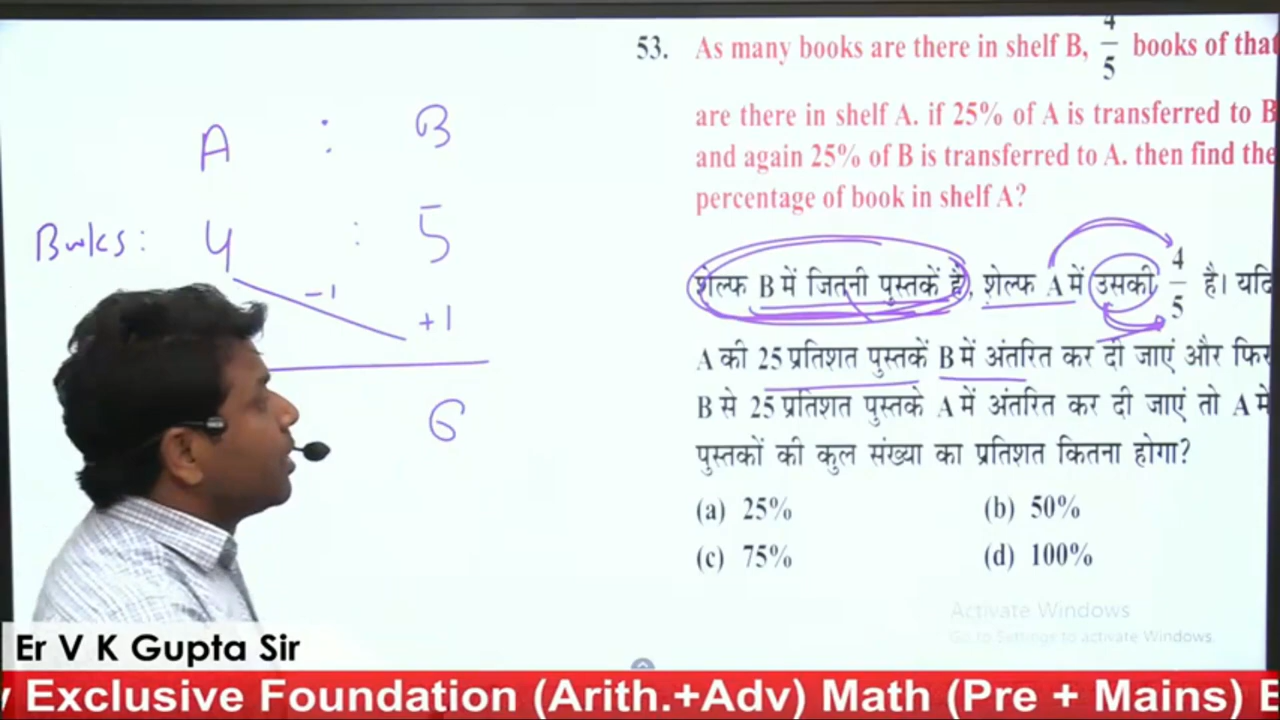 A : B
Books: 4 : 5
-1
+1
6
53. As many books are there in shelf B, 4/5 books of that
are there in shelf A. if 25% of A is transferred to B
and again 25% of B is transferred to A. then find the
percentage of book in shelf A?
शेल्फ B में जितनी पुस्तकें है, शेल्फ A में उसकी 4/5 है। यदि
A की 25 प्रतिशत पुस्तकें B में अंतरित कर दी जाएं और फिर
B से 25 प्रतिशत पुस्तके A में अंतरित कर दी जाएं तो A में
पुस्तकों की कुल संख्या का प्रतिशत कितना होगा?
(a) 25% (b) 50%
(c) 75% (d) 100%
Activate Windows
Go to Settings to activate Windows.
Er V K Gupta Sir
Exclusive Foundation (Arith.+Adv) Math (Pre + Mains)